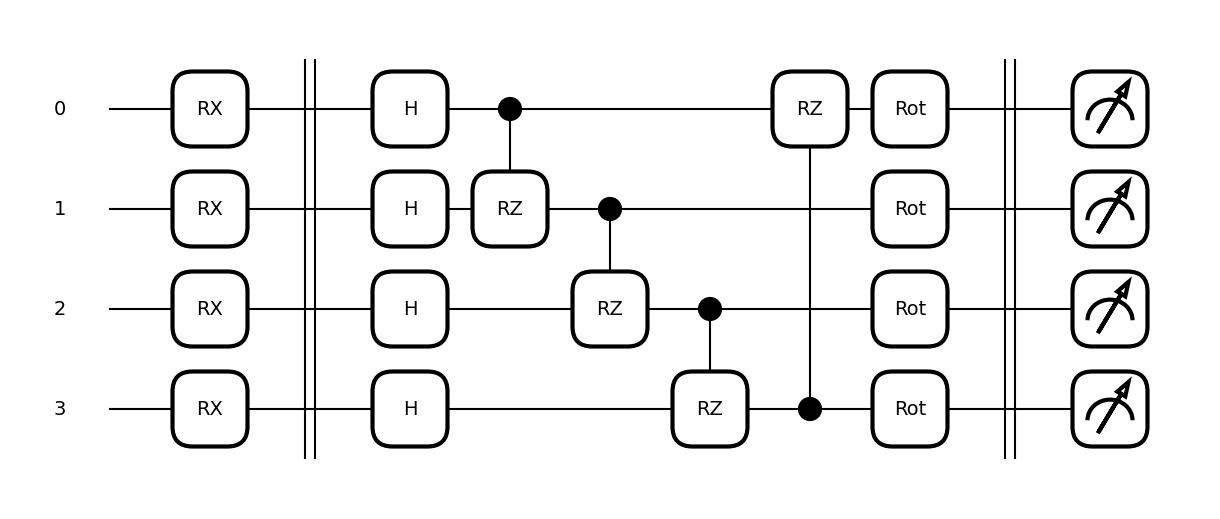 0 RX H RZ Rot
1 RX H RZ Rot
2 RX H RZ Rot
3 RX H RZ Rot